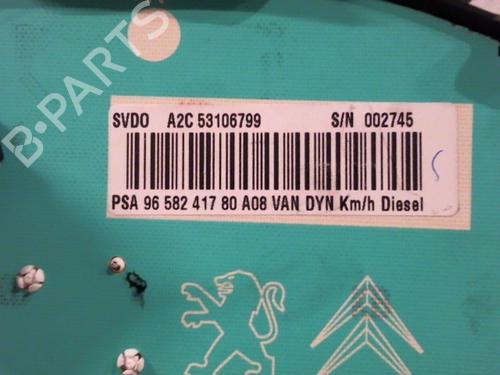 B-PARTS
SVDO A2C 53106799 S/N 002745
PSA 96 582 417 80 A08 VAN DYN Km/h Diesel